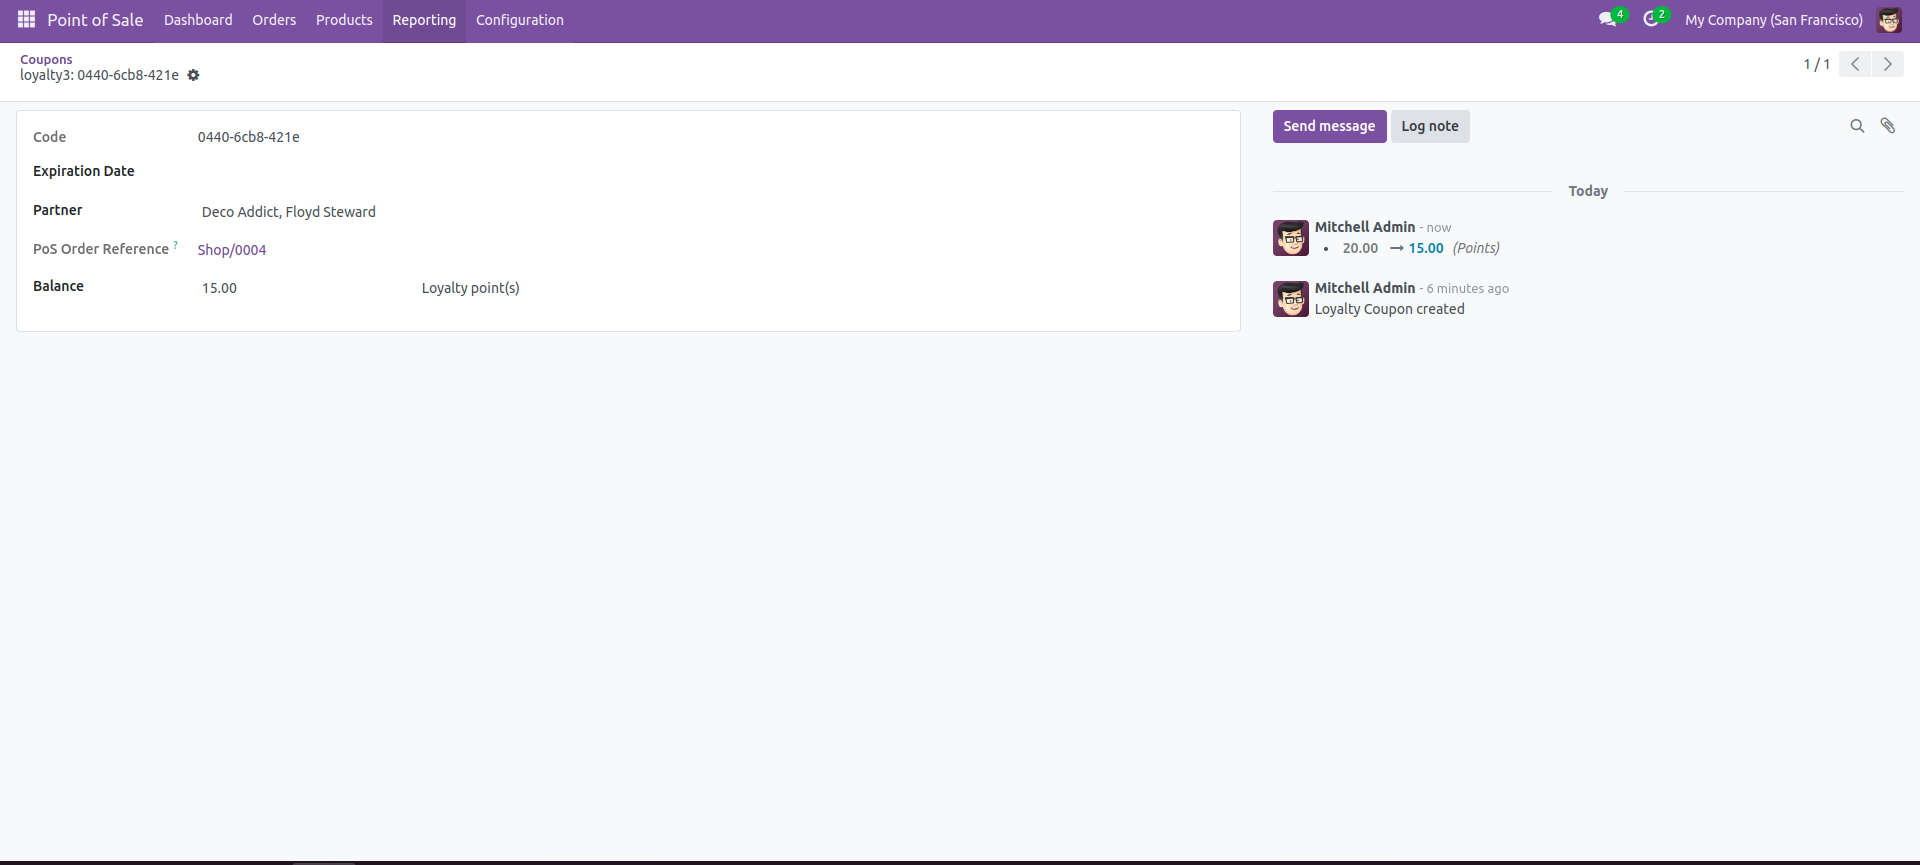 Point of Sale Dashboard Orders Products Reporting Configuration 4 2 My Company (San Francisco)
Coupons
loyalty3: 0440-6cb8-421e
1 / 1
Code 0440-6cb8-421e
Expiration Date
Partner Deco Addict, Floyd Steward
PoS Order Reference ? Shop/0004
Balance 15.00 Loyalty point(s)
Send message Log note
Today
Mitchell Admin - now
• 20.00 → 15.00 (Points)
Mitchell Admin - 6 minutes ago
Loyalty Coupon created